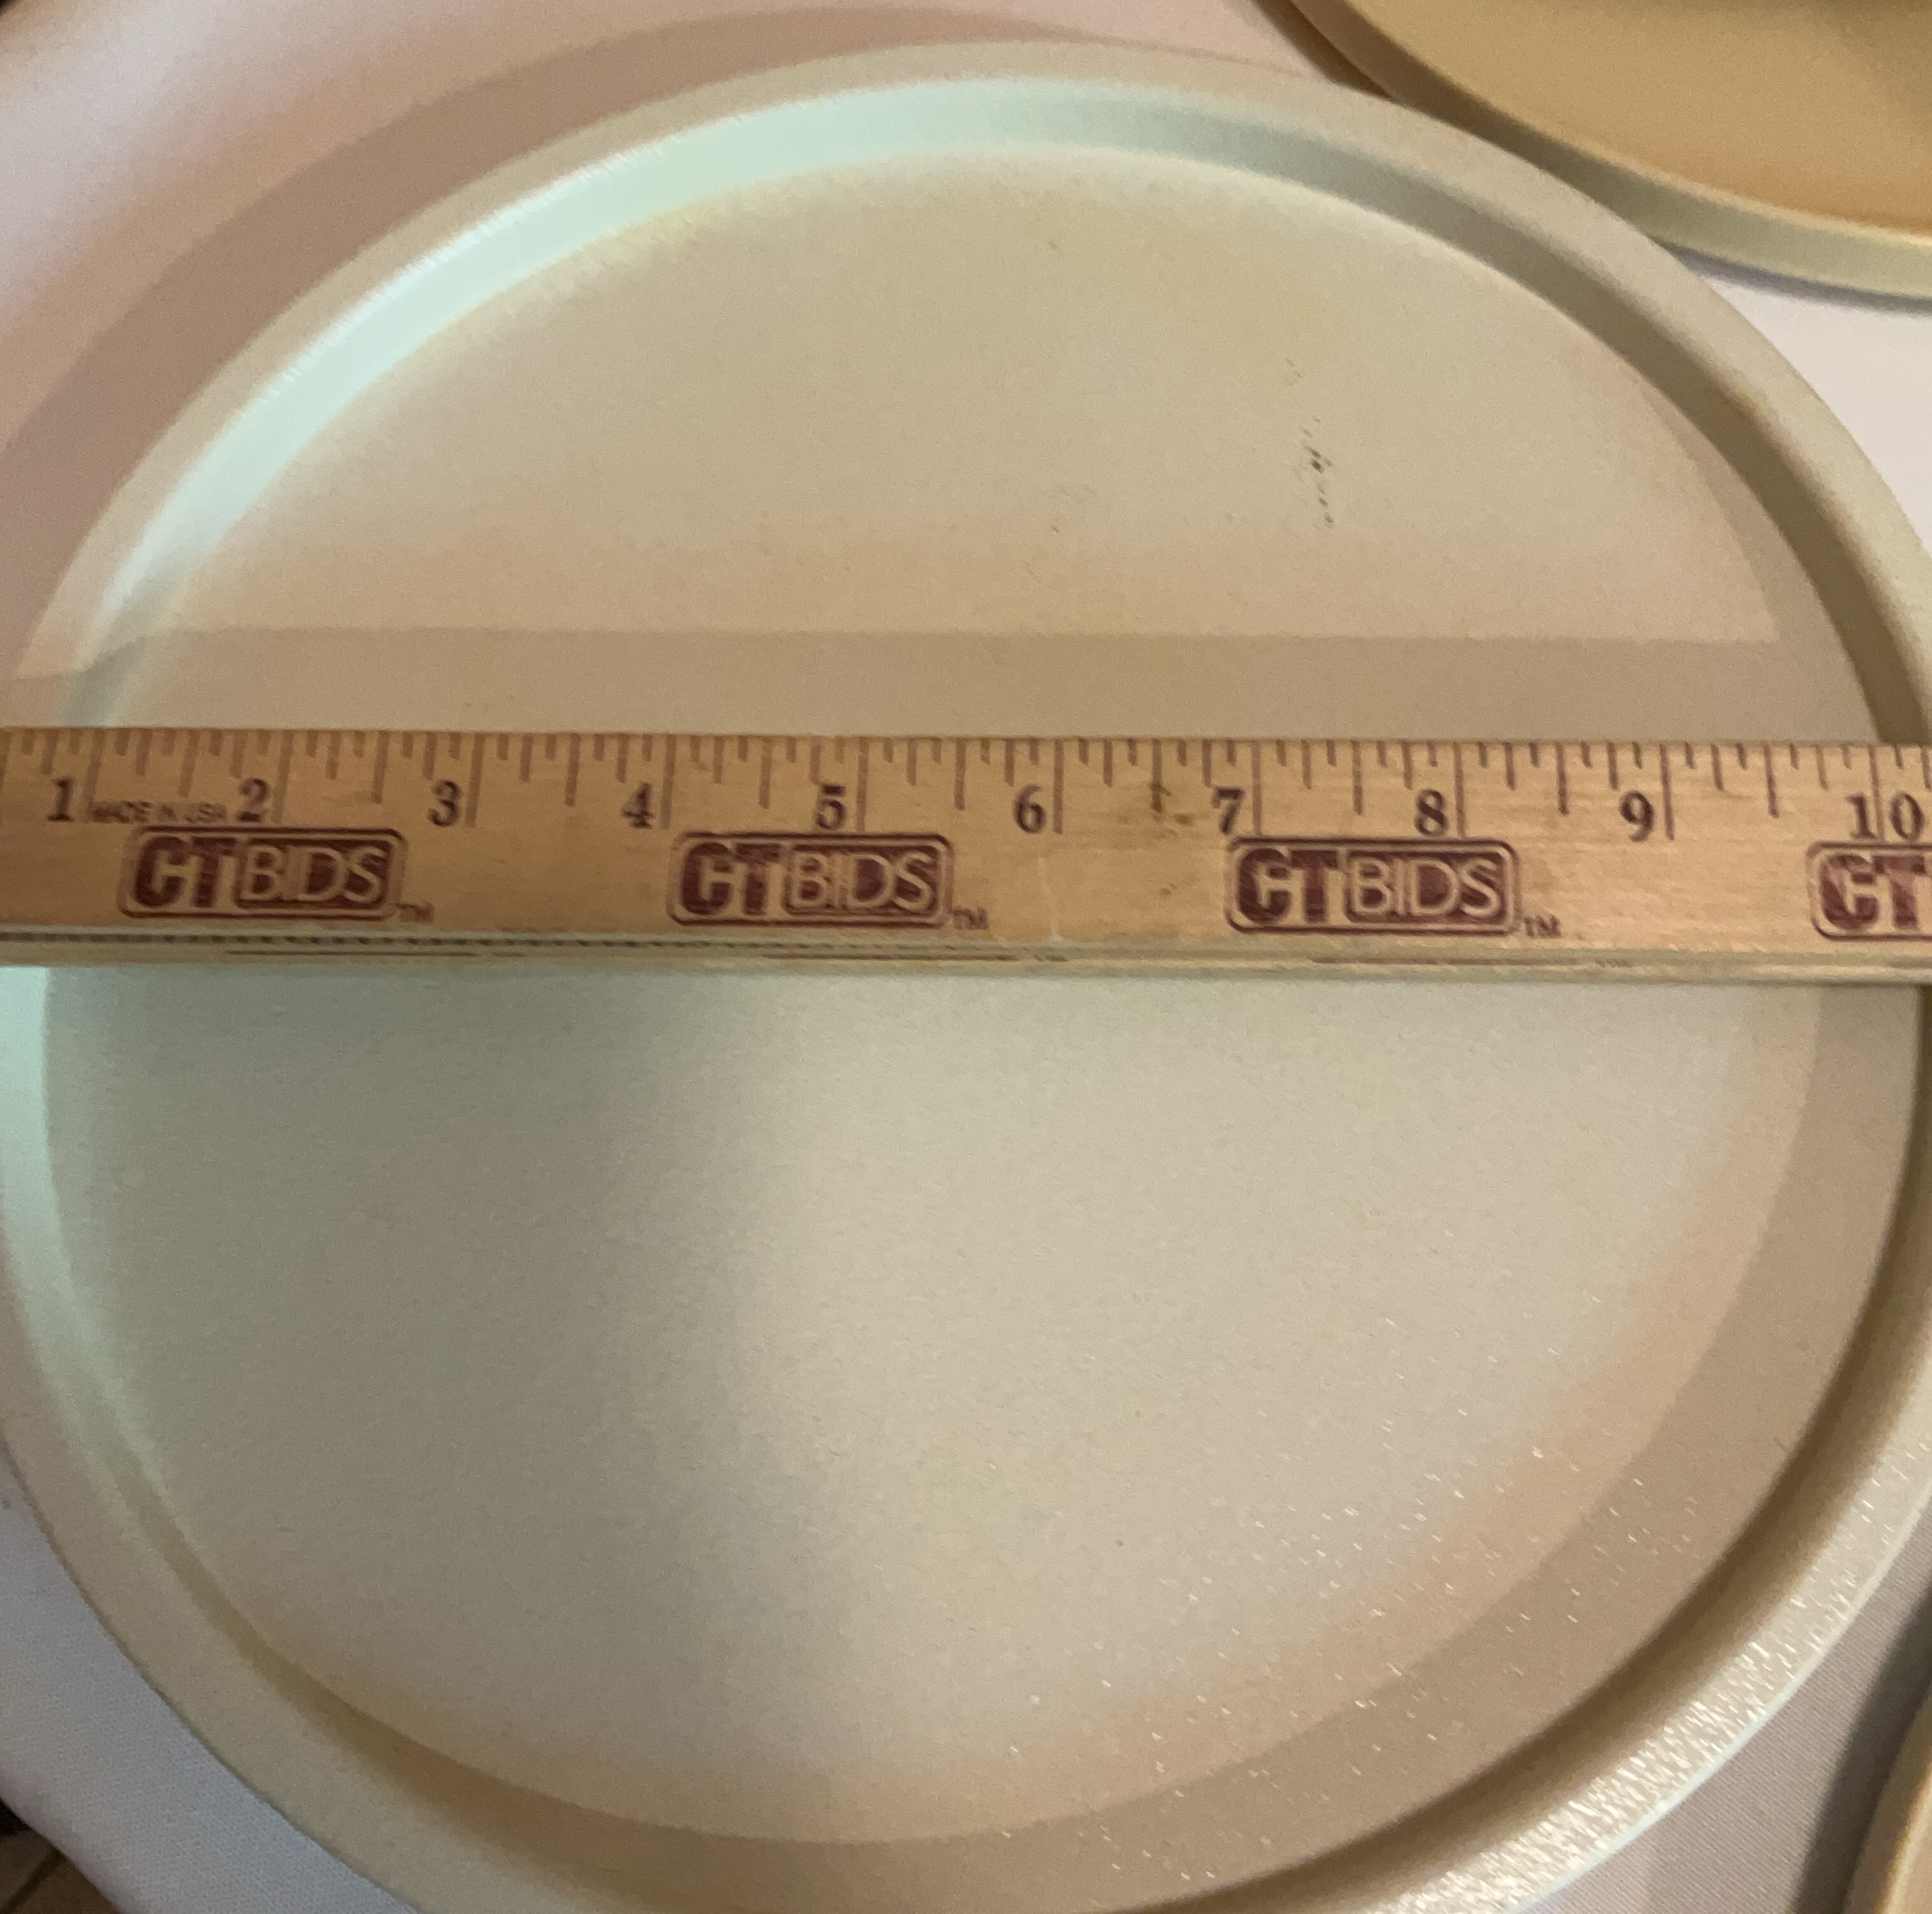 1 MADE IN USA 2 3 4 5 6 7 8 9 10
CTBIDS™ CTBIDS™ CTBIDS™ CT